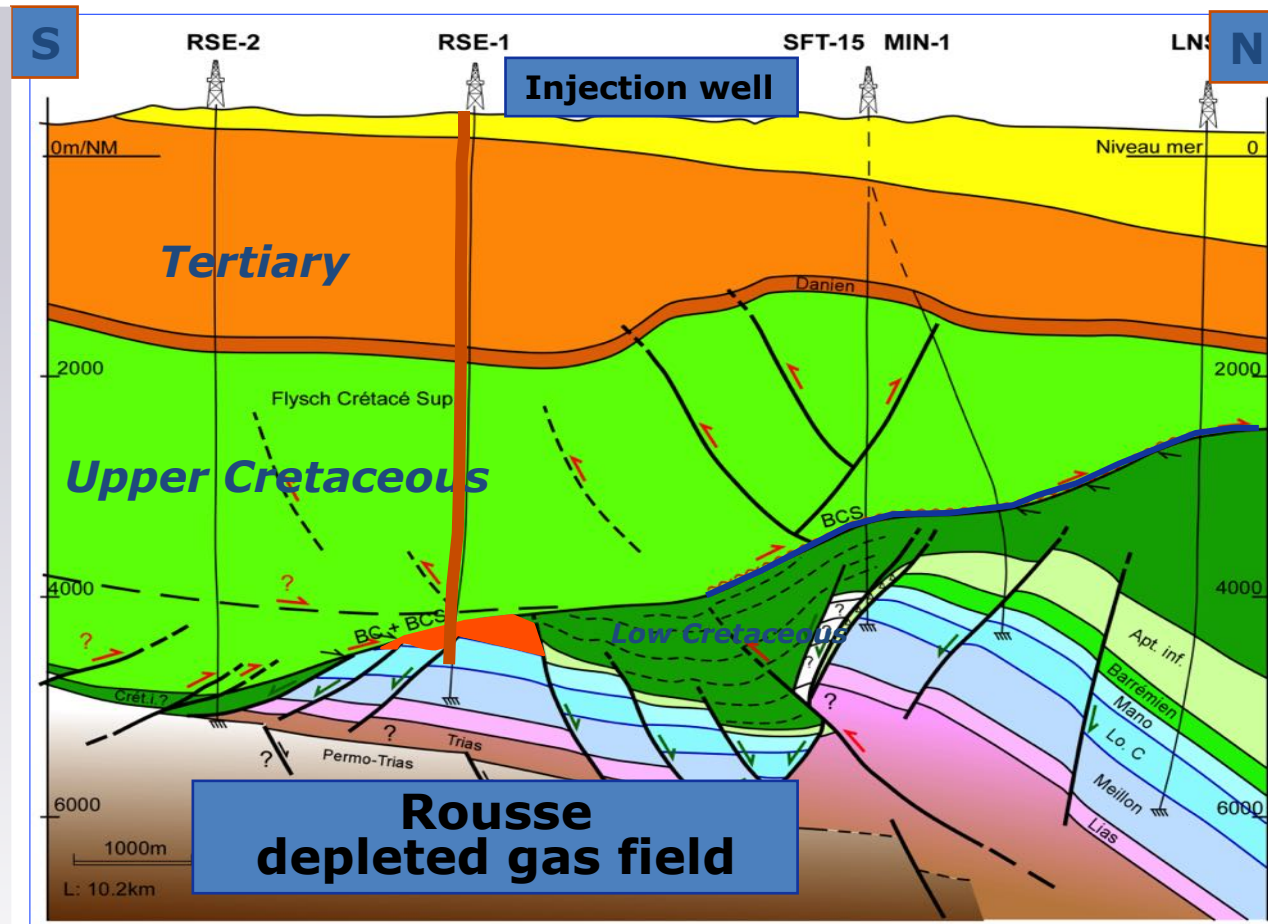 S
RSE-2
RSE-1
SFT-15 MIN-1
N
Injection well
0m/NM
Niveau mer 0
Tertiary
Danien
2000
2000
Flysch Crétacé Sup
Upper Cretaceous
BCS
4000
4000
?
BC + BCS
Low Cretaceous
?
?
?
Apt. inf.
Barrémien
Mano
Lo. C
Meillon
Lias
Crét.i.?
?
?
Trias
Permo-Trias
6000
6000
Rousse
depleted gas field
1000m
L: 10.2km